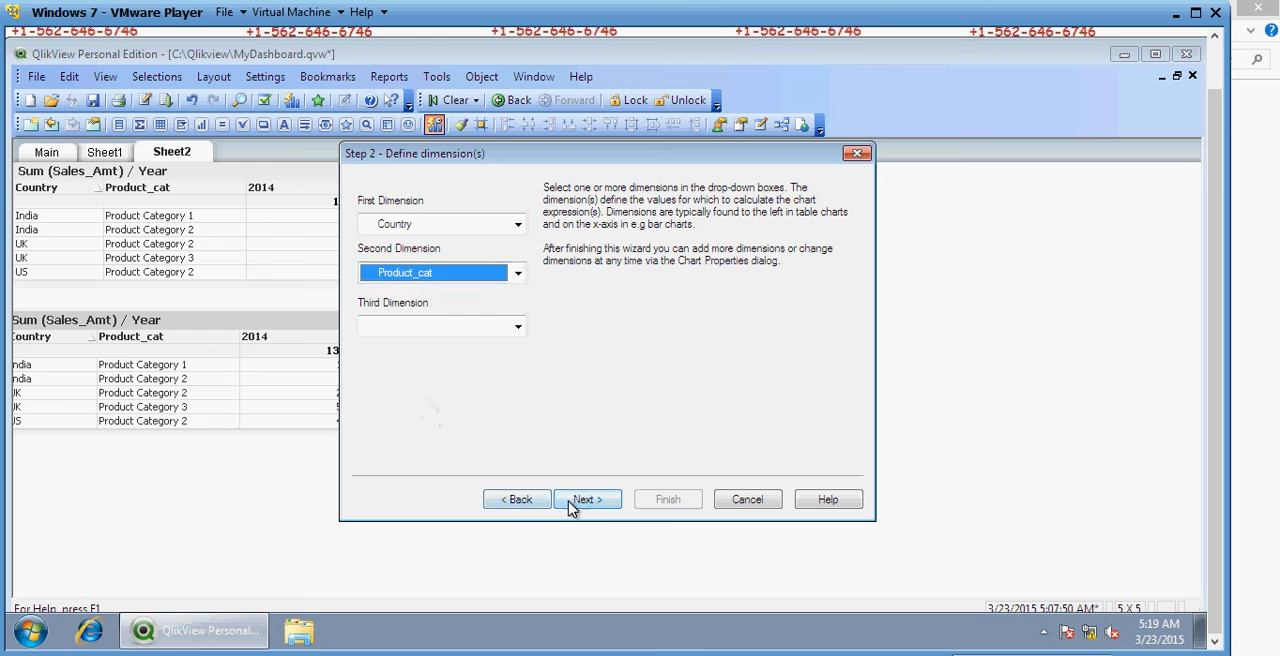 Windows 7 - VMware Player File Virtual Machine Help
+1-562-646-6746 +1-562-646-6746 +1-562-646-6746 +1-562-646-6746 +1-562-646-6746
QlikView Personal Edition - [C:\Qlikview\MyDashboard.qvw*]
File Edit View Selections Layout Settings Bookmarks Reports Tools Object Window Help
Clear Back Forward Lock Unlock
Main Sheet1 Sheet2
Sum (Sales_Amt) / Year
Country Product_cat 2014
1
India Product Category 1
India Product Category 2
UK Product Category 2
UK Product Category 3
US Product Category 2
Sum (Sales_Amt) / Year
ountry Product_cat 2014
13
ndia Product Category 1
ndia Product Category 2
JK Product Category 2
JK Product Category 3
JS Product Category 2
Step 2 - Define dimension(s)
First Dimension
Country
Second Dimension
Product_cat
Third Dimension
Select one or more dimensions in the drop-down boxes. The
dimension(s) define the values for which to calculate the chart
expression(s). Dimensions are typically found to the left in table charts
and on the x-axis in e.g bar charts.
After finishing this wizard you can add more dimensions or change
dimensions at any time via the Chart Properties dialog.
< Back Next > Finish Cancel Help
For Help, press F1
3/23/2015 5:07:50 AM* 5 X 5
QlikView Personal...
5:19 AM
3/23/2015